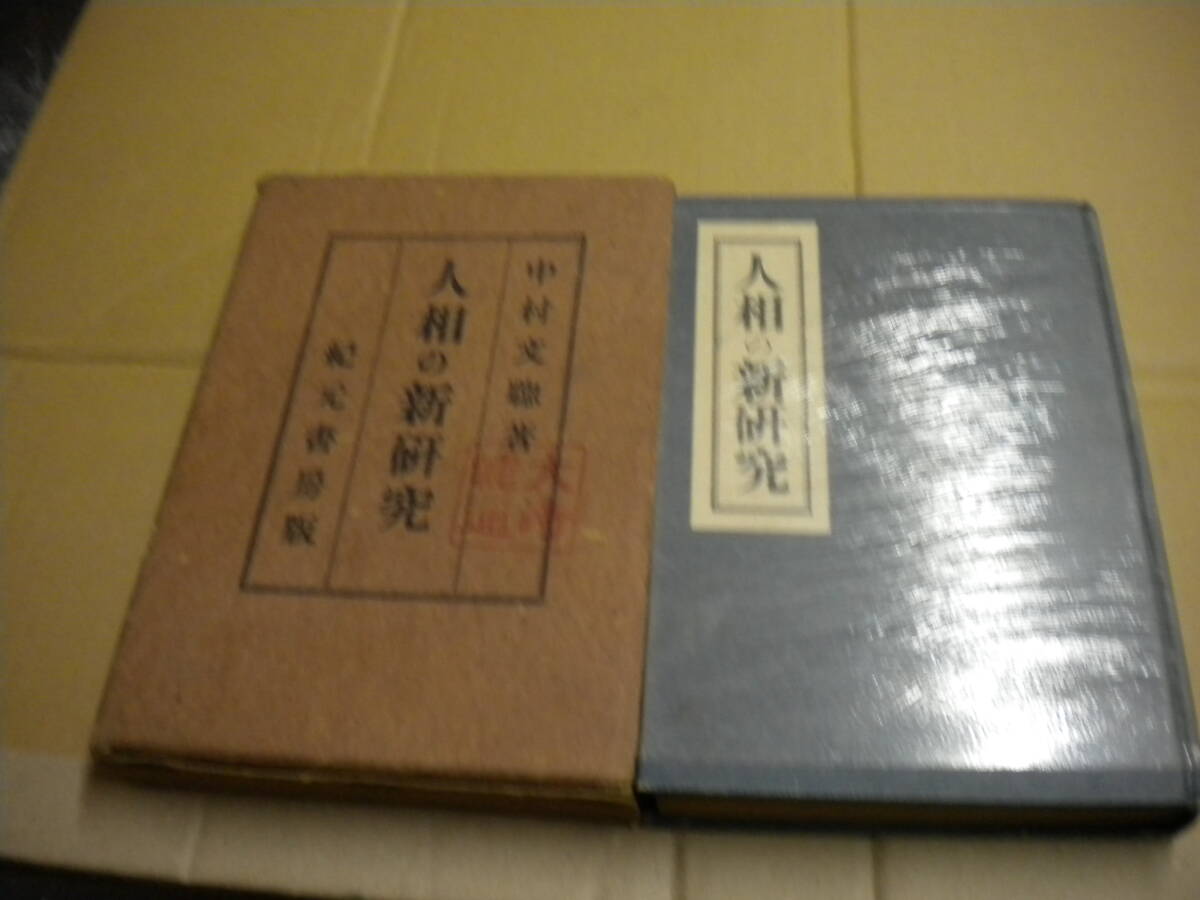 中村文聰著
人相の新研究
紀元書房版
人相の新研究